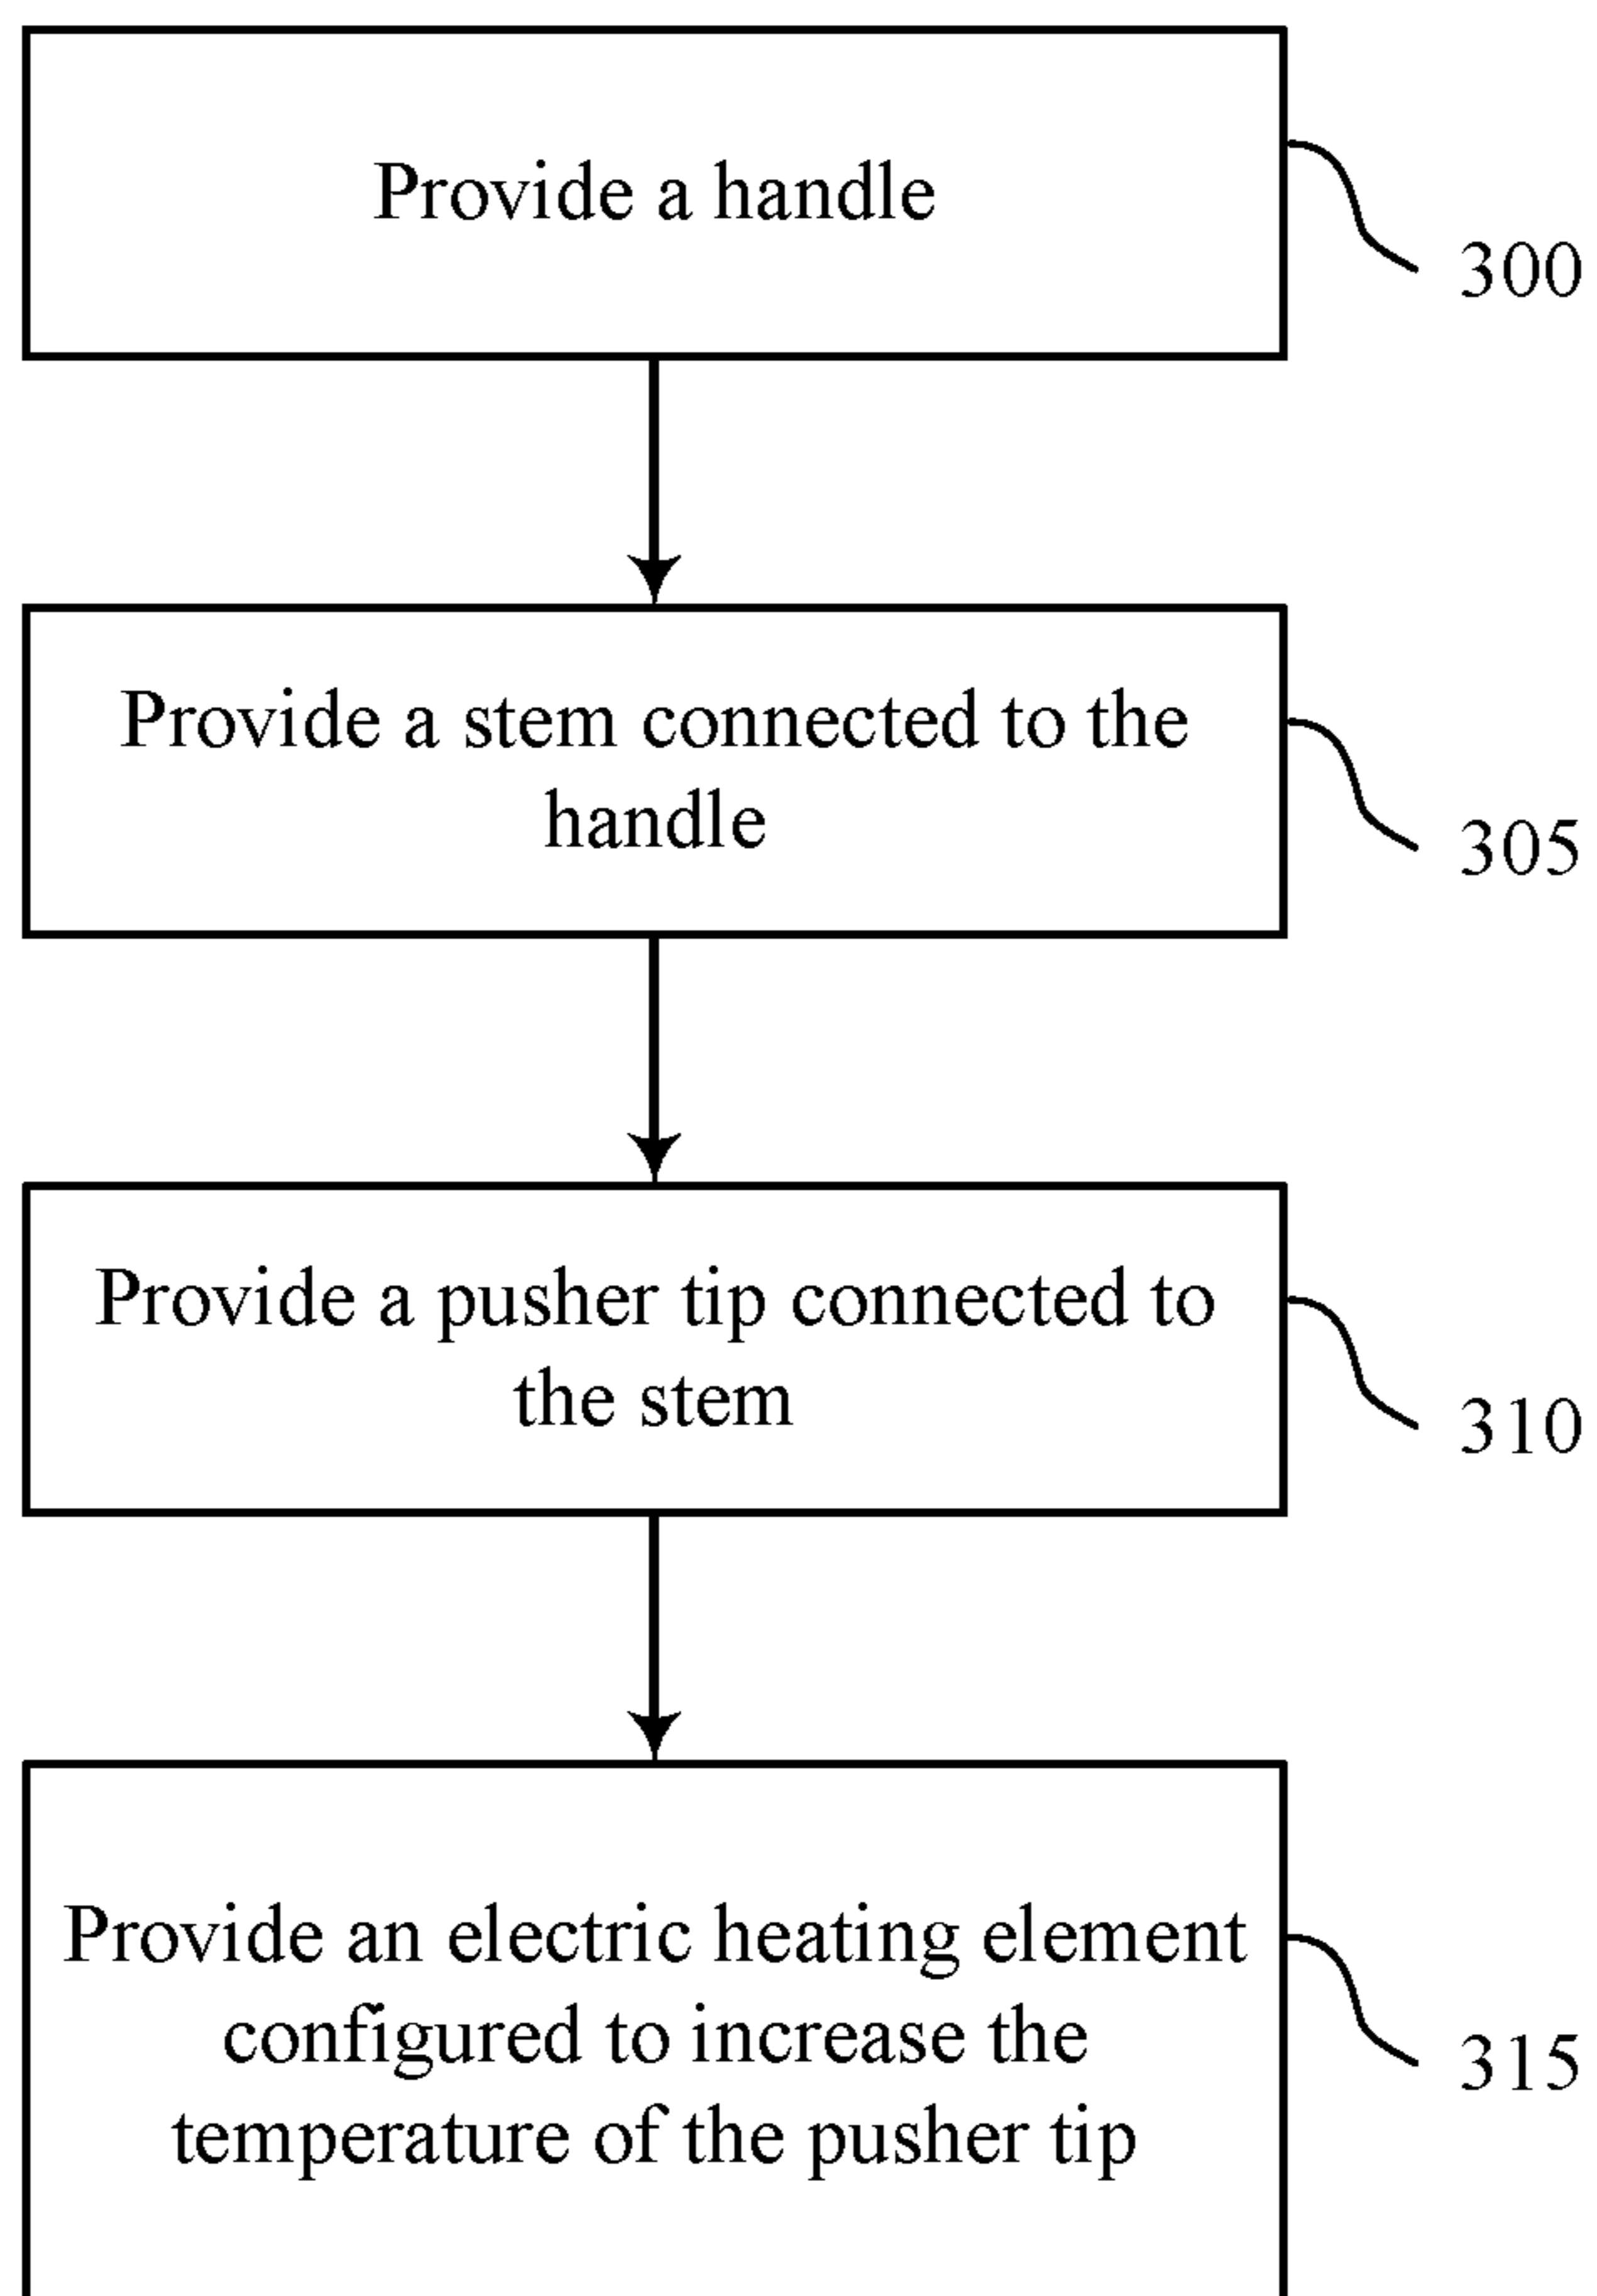 Provide a handle
300
Provide a stem connected to the
handle
305
Provide a pusher tip connected to
the stem
310
Provide an electric heating element
configured to increase the
temperature of the pusher tip
315